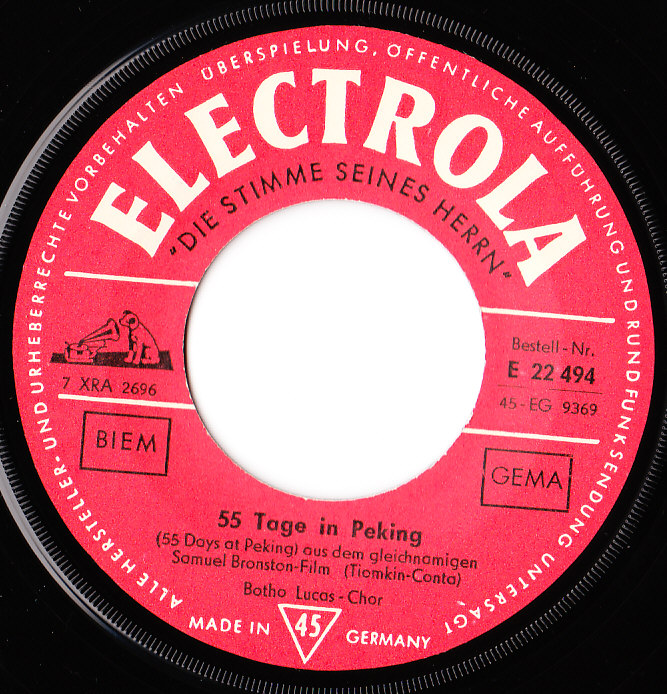 ALLE HERSTELLER- UND URHEBERRECHTE VORBEHALTEN ÜBERSPIELUNG, ÖFFENTLICHE AUFFÜHRUNG UND RUNDFUNKSENDUNG UNTERSAGT
ELECTROLA
"DIE STIMME SEINES HERRN"
7 XRA 2696
Bestell-Nr.
E 22 494
45-EG 9369
BIEM
GEMA
55 Tage in Peking
(55 Days at Peking) aus dem gleichnamigen
Samuel Bronston-Film (Tiomkin-Conta)
Botho Lucas-Chor
MADE IN 45 GERMANY